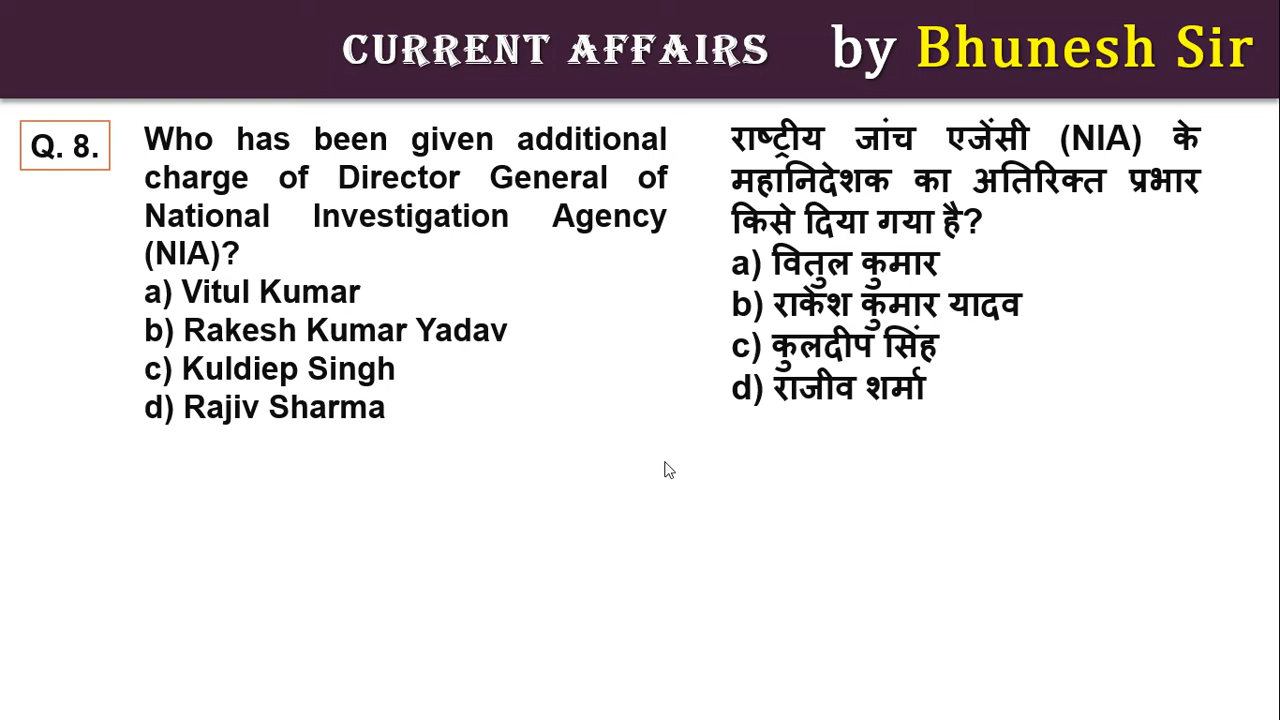 CURRENT AFFAIRS by Bhunesh Sir
Q. 8.
Who has been given additional
charge of Director General of
National Investigation Agency
(NIA)?
a) Vitul Kumar
b) Rakesh Kumar Yadav
c) Kuldiep Singh
d) Rajiv Sharma
राष्ट्रीय जांच एजेंसी (NIA) के
महानिदेशक का अतिरिक्त प्रभार
किसे दिया गया है?
a) वितुल कुमार
b) राकेश कुमार यादव
c) कुलदीप सिंह
d) राजीव शर्मा